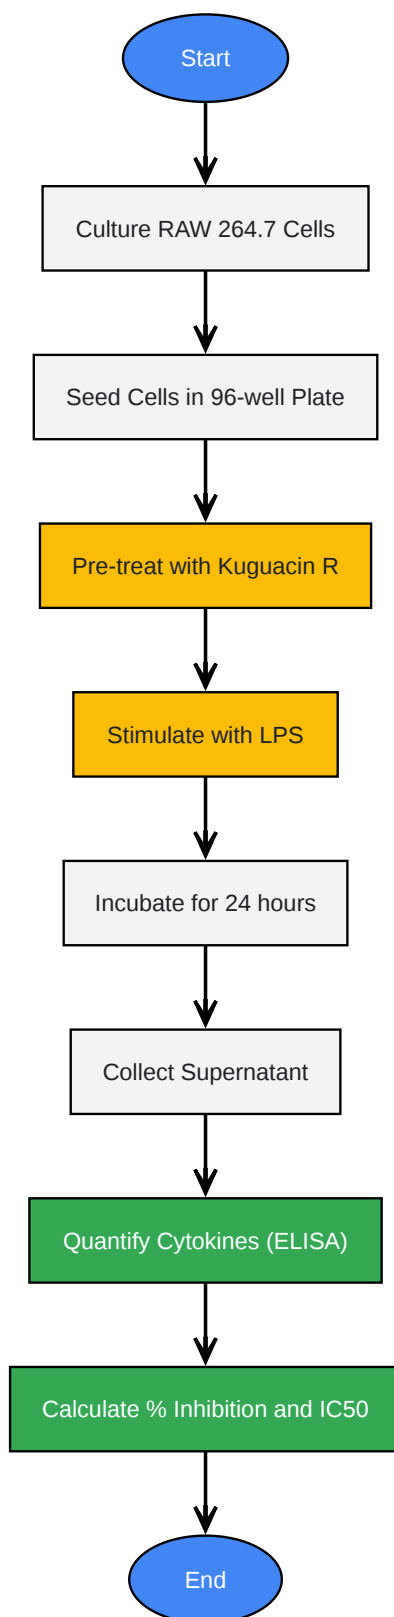 Start
Culture RAW 264.7 Cells
Seed Cells in 96-well Plate
Pre-treat with Kuguacin R
Stimulate with LPS
Incubate for 24 hours
Collect Supernatant
Quantify Cytokines (ELISA)
Calculate % Inhibition and IC50
End